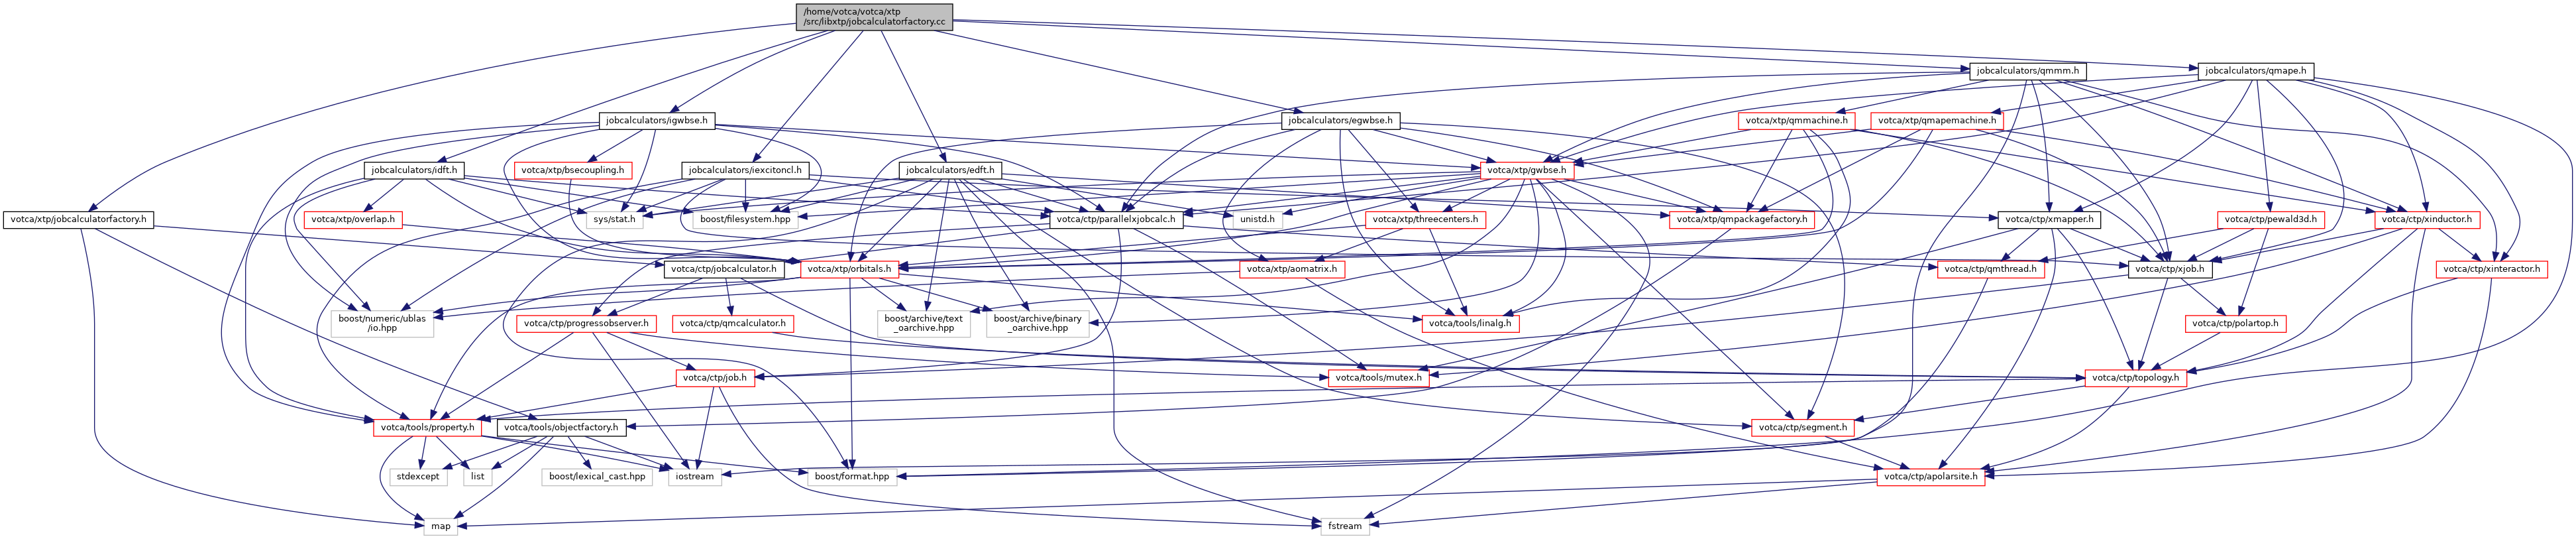 /home/votca/votca/xtp
/src/libxtp/jobcalculatorfactory.cc
jobcalculators/qmmm.h
jobcalculators/qmape.h
jobcalculators/igwbse.h
jobcalculators/egwbse.h
votca/xtp/qmmachine.h
votca/xtp/qmapemachine.h
jobcalculators/idft.h
votca/xtp/bsecoupling.h
jobcalculators/iexcitoncl.h
jobcalculators/edft.h
votca/xtp/gwbse.h
votca/xtp/jobcalculatorfactory.h
votca/xtp/overlap.h
sys/stat.h
boost/filesystem.hpp
votca/ctp/parallelxjobcalc.h
unistd.h
votca/xtp/threecenters.h
votca/xtp/qmpackagefactory.h
votca/ctp/xmapper.h
votca/ctp/pewald3d.h
votca/ctp/xinductor.h
votca/ctp/jobcalculator.h
votca/xtp/orbitals.h
votca/xtp/aomatrix.h
votca/ctp/qmthread.h
votca/ctp/xjob.h
votca/ctp/xinteractor.h
boost/numeric/ublas
/io.hpp
votca/ctp/progressobserver.h
votca/ctp/qmcalculator.h
boost/archive/text
_oarchive.hpp
boost/archive/binary
_oarchive.hpp
votca/tools/linalg.h
votca/ctp/polartop.h
votca/ctp/job.h
votca/tools/mutex.h
votca/ctp/topology.h
votca/tools/property.h
votca/tools/objectfactory.h
votca/ctp/segment.h
stdexcept
list
boost/lexical_cast.hpp
iostream
boost/format.hpp
votca/ctp/apolarsite.h
map
fstream